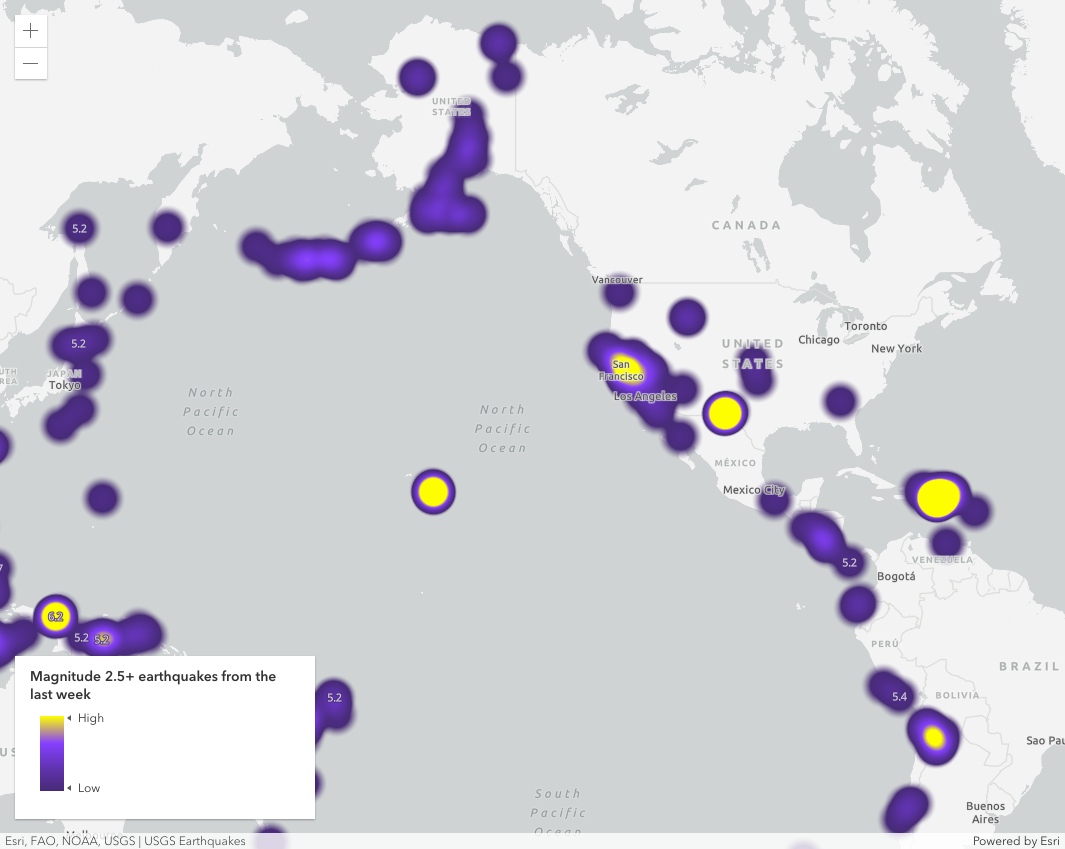 +
−
UNITED
STATES
CANADA
5.2
Vancouver
Toronto
Chicago
New York
UNITED
STATES
5.2
JAPAN
Tokyo
San
Francisco
Los Angeles
North
Pacific
Ocean
North
Pacific
Ocean
MÉXICO
Mexico City
5.2
VENEZUELA
Bogotá
7
6.2
5.2
5.2
PERÚ
BRAZIL
5.2
5.4
BOLIVIA
Magnitude 2.5+ earthquakes from the
last week
High
Low
US
Sao Pau
South
Pacific
Ocean
Buenos
Aires
Esri, FAO, NOAA, USGS | USGS Earthquakes
Powered by Esri